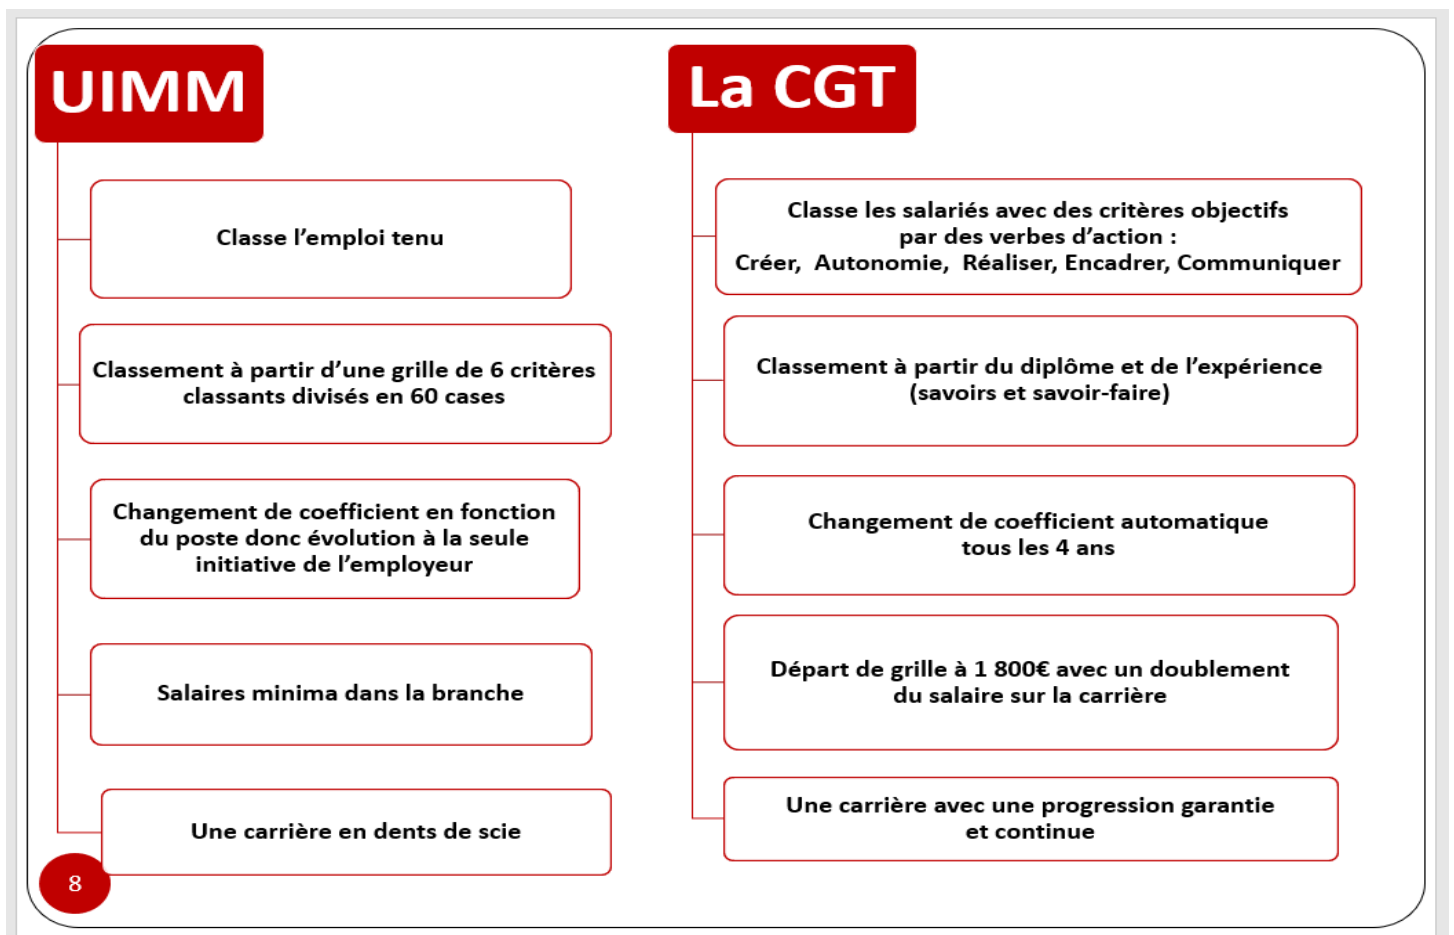 UIMM
Classe l’emploi tenu
Classement à partir d’une grille de 6 critères
classants divisés en 60 cases
Changement de coefficient en fonction
du poste donc évolution à la seule
initiative de l’employeur
Salaires minima dans la branche
Une carrière en dents de scie
La CGT
Classe les salariés avec des critères objectifs
par des verbes d’action :
Créer, Autonomie, Réaliser, Encadrer, Communiquer
Classement à partir du diplôme et de l’expérience
(savoirs et savoir-faire)
Changement de coefficient automatique
tous les 4 ans
Départ de grille à 1 800€ avec un doublement
du salaire sur la carrière
Une carrière avec une progression garantie
et continue
8